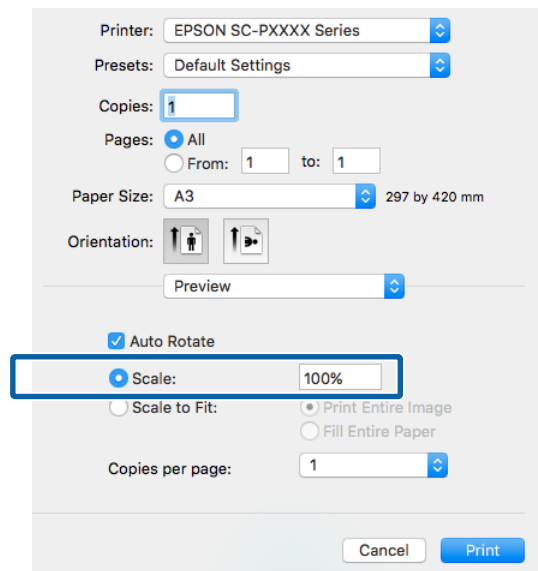 Printer: EPSON SC-PXXXX Series
Presets: Default Settings
Copies: 1
Pages: All
From: 1 to: 1
Paper Size: A3 297 by 420 mm
Orientation:
Preview
Auto Rotate
Scale: 100%
Scale to Fit: Print Entire Image
Fill Entire Paper
Copies per page: 1
Cancel Print